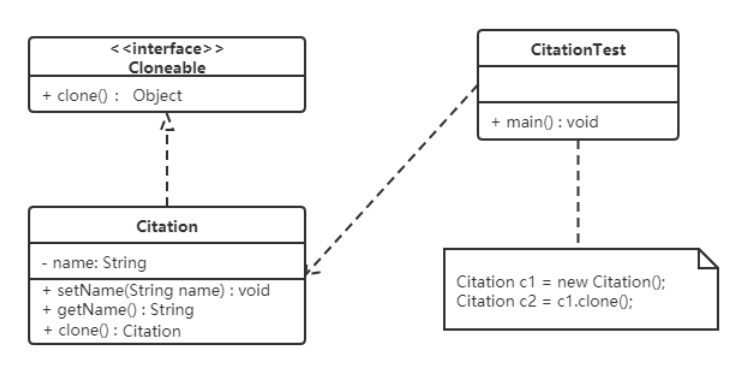 <<interface>>
Cloneable
+ clone() : Object
CitationTest
+ main() : void
Citation
- name: String
+ setName(String name) : void
+ getName() : String
+ clone() : Citation
Citation c1 = new Citation();
Citation c2 = c1.clone();